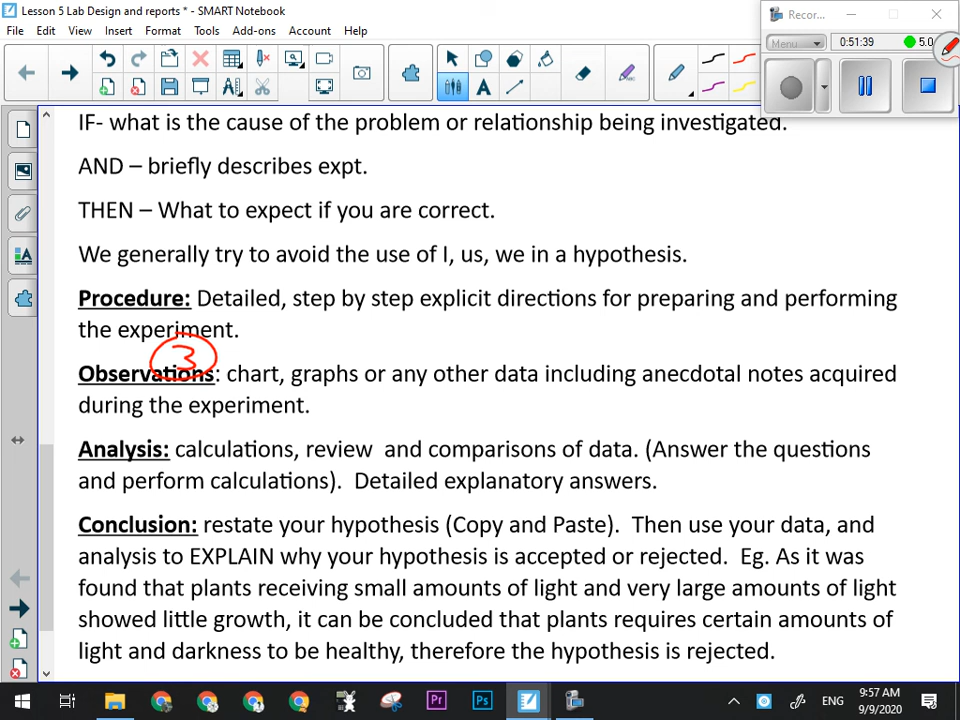 Lesson 5 Lab Design and reports * - SMART Notebook
Recor...
File Edit View Insert Format Tools Add-ons Account Help
Menu
0:51:39
5.0
IF- what is the cause of the problem or relationship being investigated.
AND – briefly describes expt.
THEN – What to expect if you are correct.
We generally try to avoid the use of I, us, we in a hypothesis.
Procedure: Detailed, step by step explicit directions for preparing and performing
the experiment.
3
Observations: chart, graphs or any other data including anecdotal notes acquired
during the experiment.
Analysis: calculations, review and comparisons of data. (Answer the questions
and perform calculations). Detailed explanatory answers.
Conclusion: restate your hypothesis (Copy and Paste). Then use your data, and
analysis to EXPLAIN why your hypothesis is accepted or rejected. Eg. As it was
found that plants receiving small amounts of light and very large amounts of light
showed little growth, it can be concluded that plants requires certain amounts of
light and darkness to be healthy, therefore the hypothesis is rejected.
Pr
Ps
ENG
9:57 AM
9/9/2020